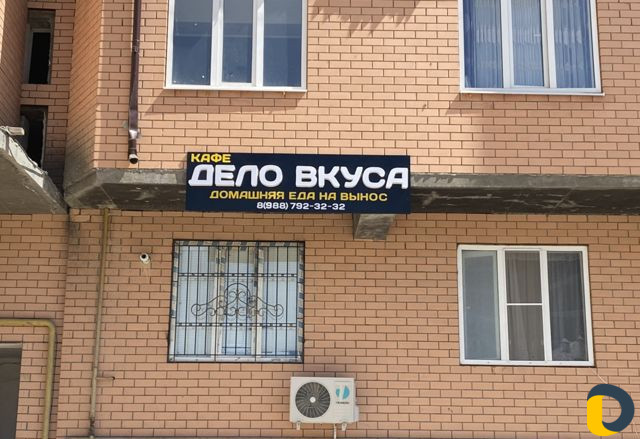 КАФЕ
ДЕЛО ВКУСА
ДОМАШНЯЯ ЕДА НА ВЫНОС
8(988) 792-32-32